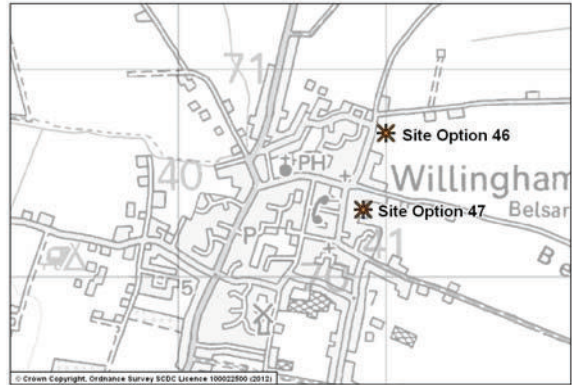 71
Site Option 46
PH
40
Willingham
Site Option 47
Belsar
41
P
70
5
7
© Crown Copyright, Ordnance Survey SCDC Licence 100022500 (2012)